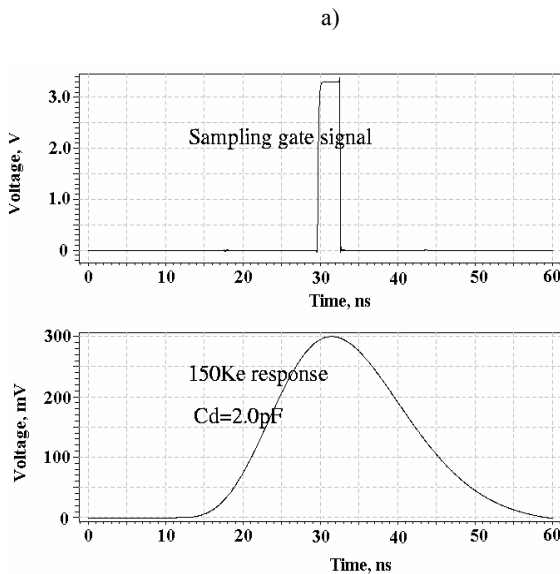 a)
3.0
2.0
1.0
0
Voltage, V
Sampling gate signal
0 10 20 30 40 50 60
Time, ns
300
200
100
0
Voltage, mV
150Ke response
Cd=2.0pF
0 10 20 30 40 50 60
Time, ns